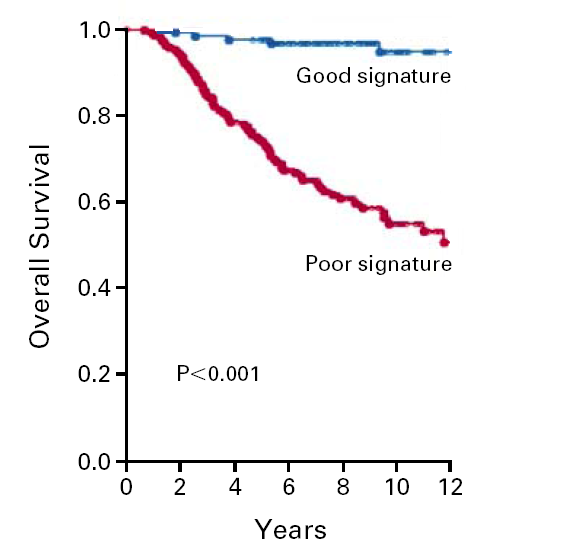 1.0
Good signature
0.8
0.6
Overall Survival
Poor signature
0.4
0.2
P<0.001
0.0
0 2 4 6 8 10 12
Years